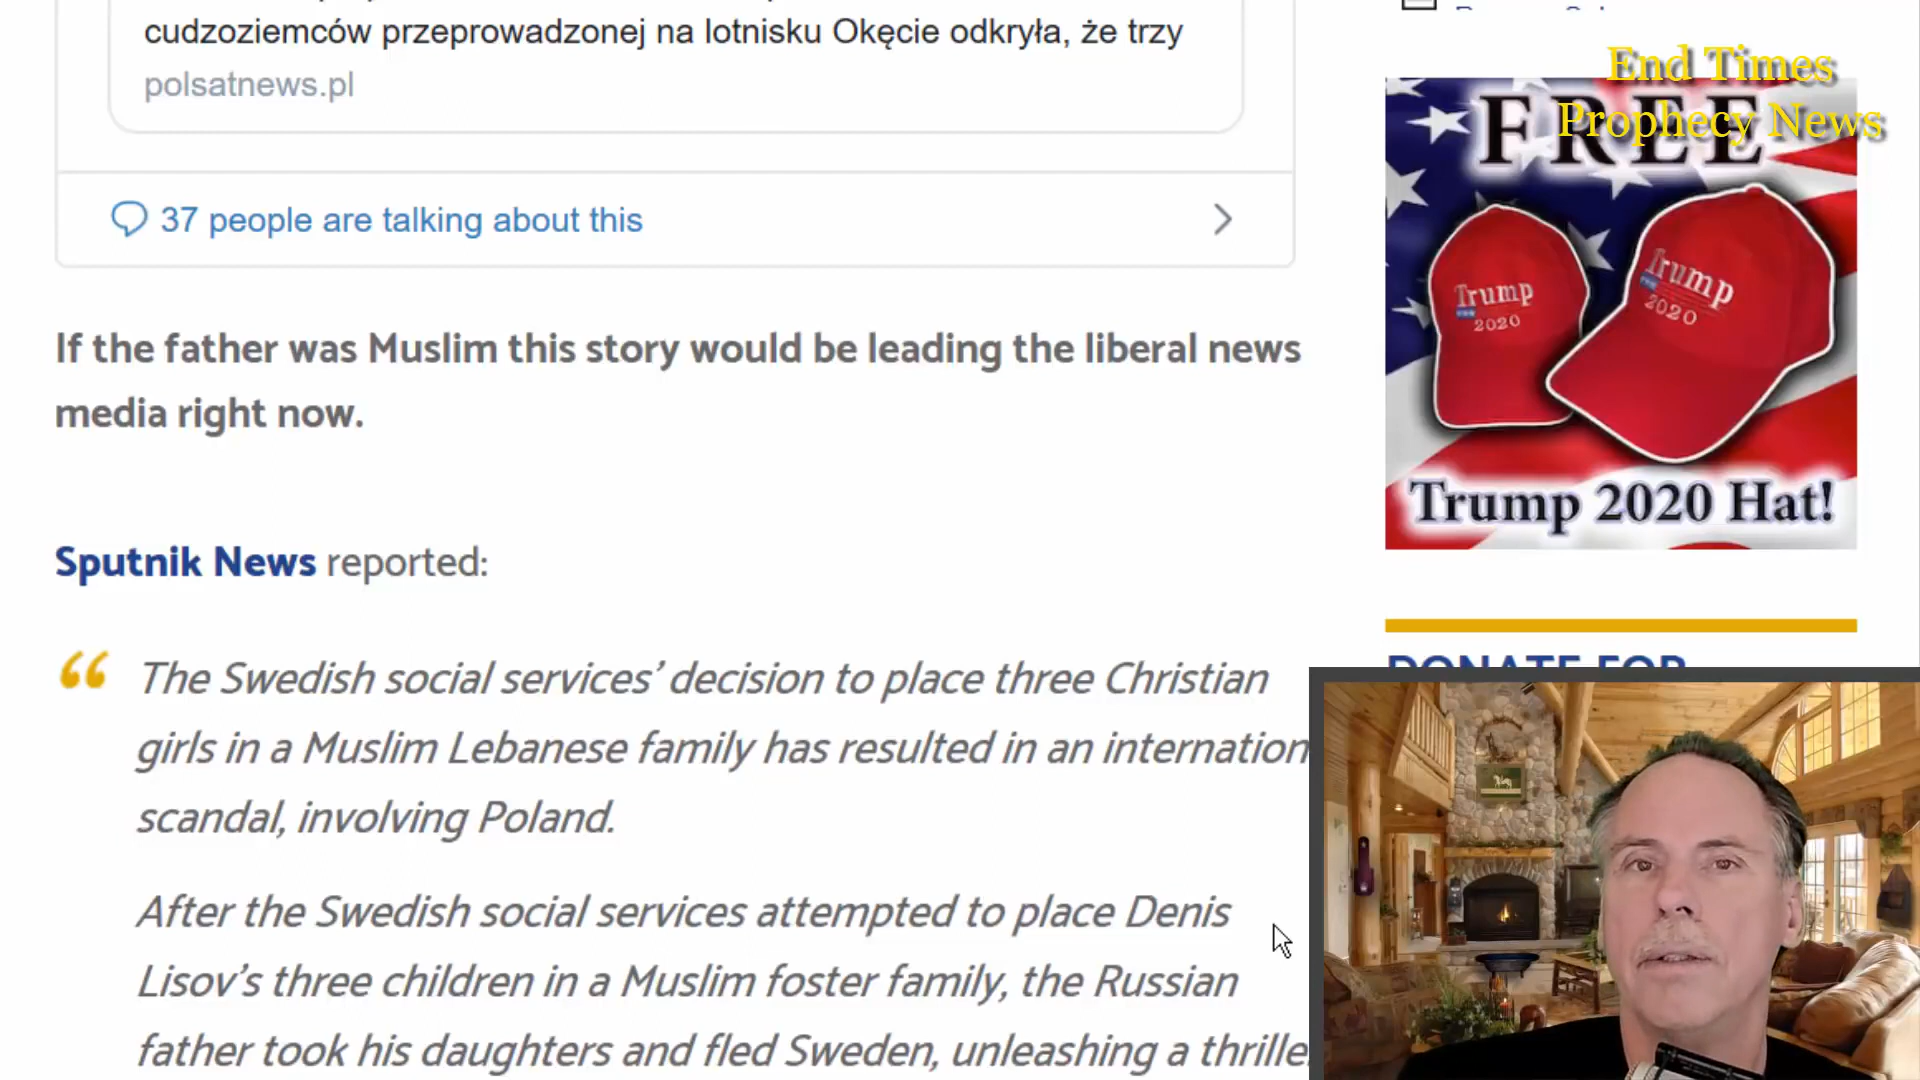 cudzoziemców przeprowadzonej na lotnisku Okęcie odkryła, że trzy
polsatnews.pl
37 people are talking about this
If the father was Muslim this story would be leading the liberal news
media right now.
Sputnik News reported:
“ The Swedish social services’ decision to place three Christian
girls in a Muslim Lebanese family has resulted in an internation
scandal, involving Poland.
After the Swedish social services attempted to place Denis
Lisov’s three children in a Muslim foster family, the Russian
father took his daughters and fled Sweden, unleashing a thrille
End Times
Prophecy News
FREE
Trump
2020
Trump
2020
Trump 2020 Hat!
DONATE FOR